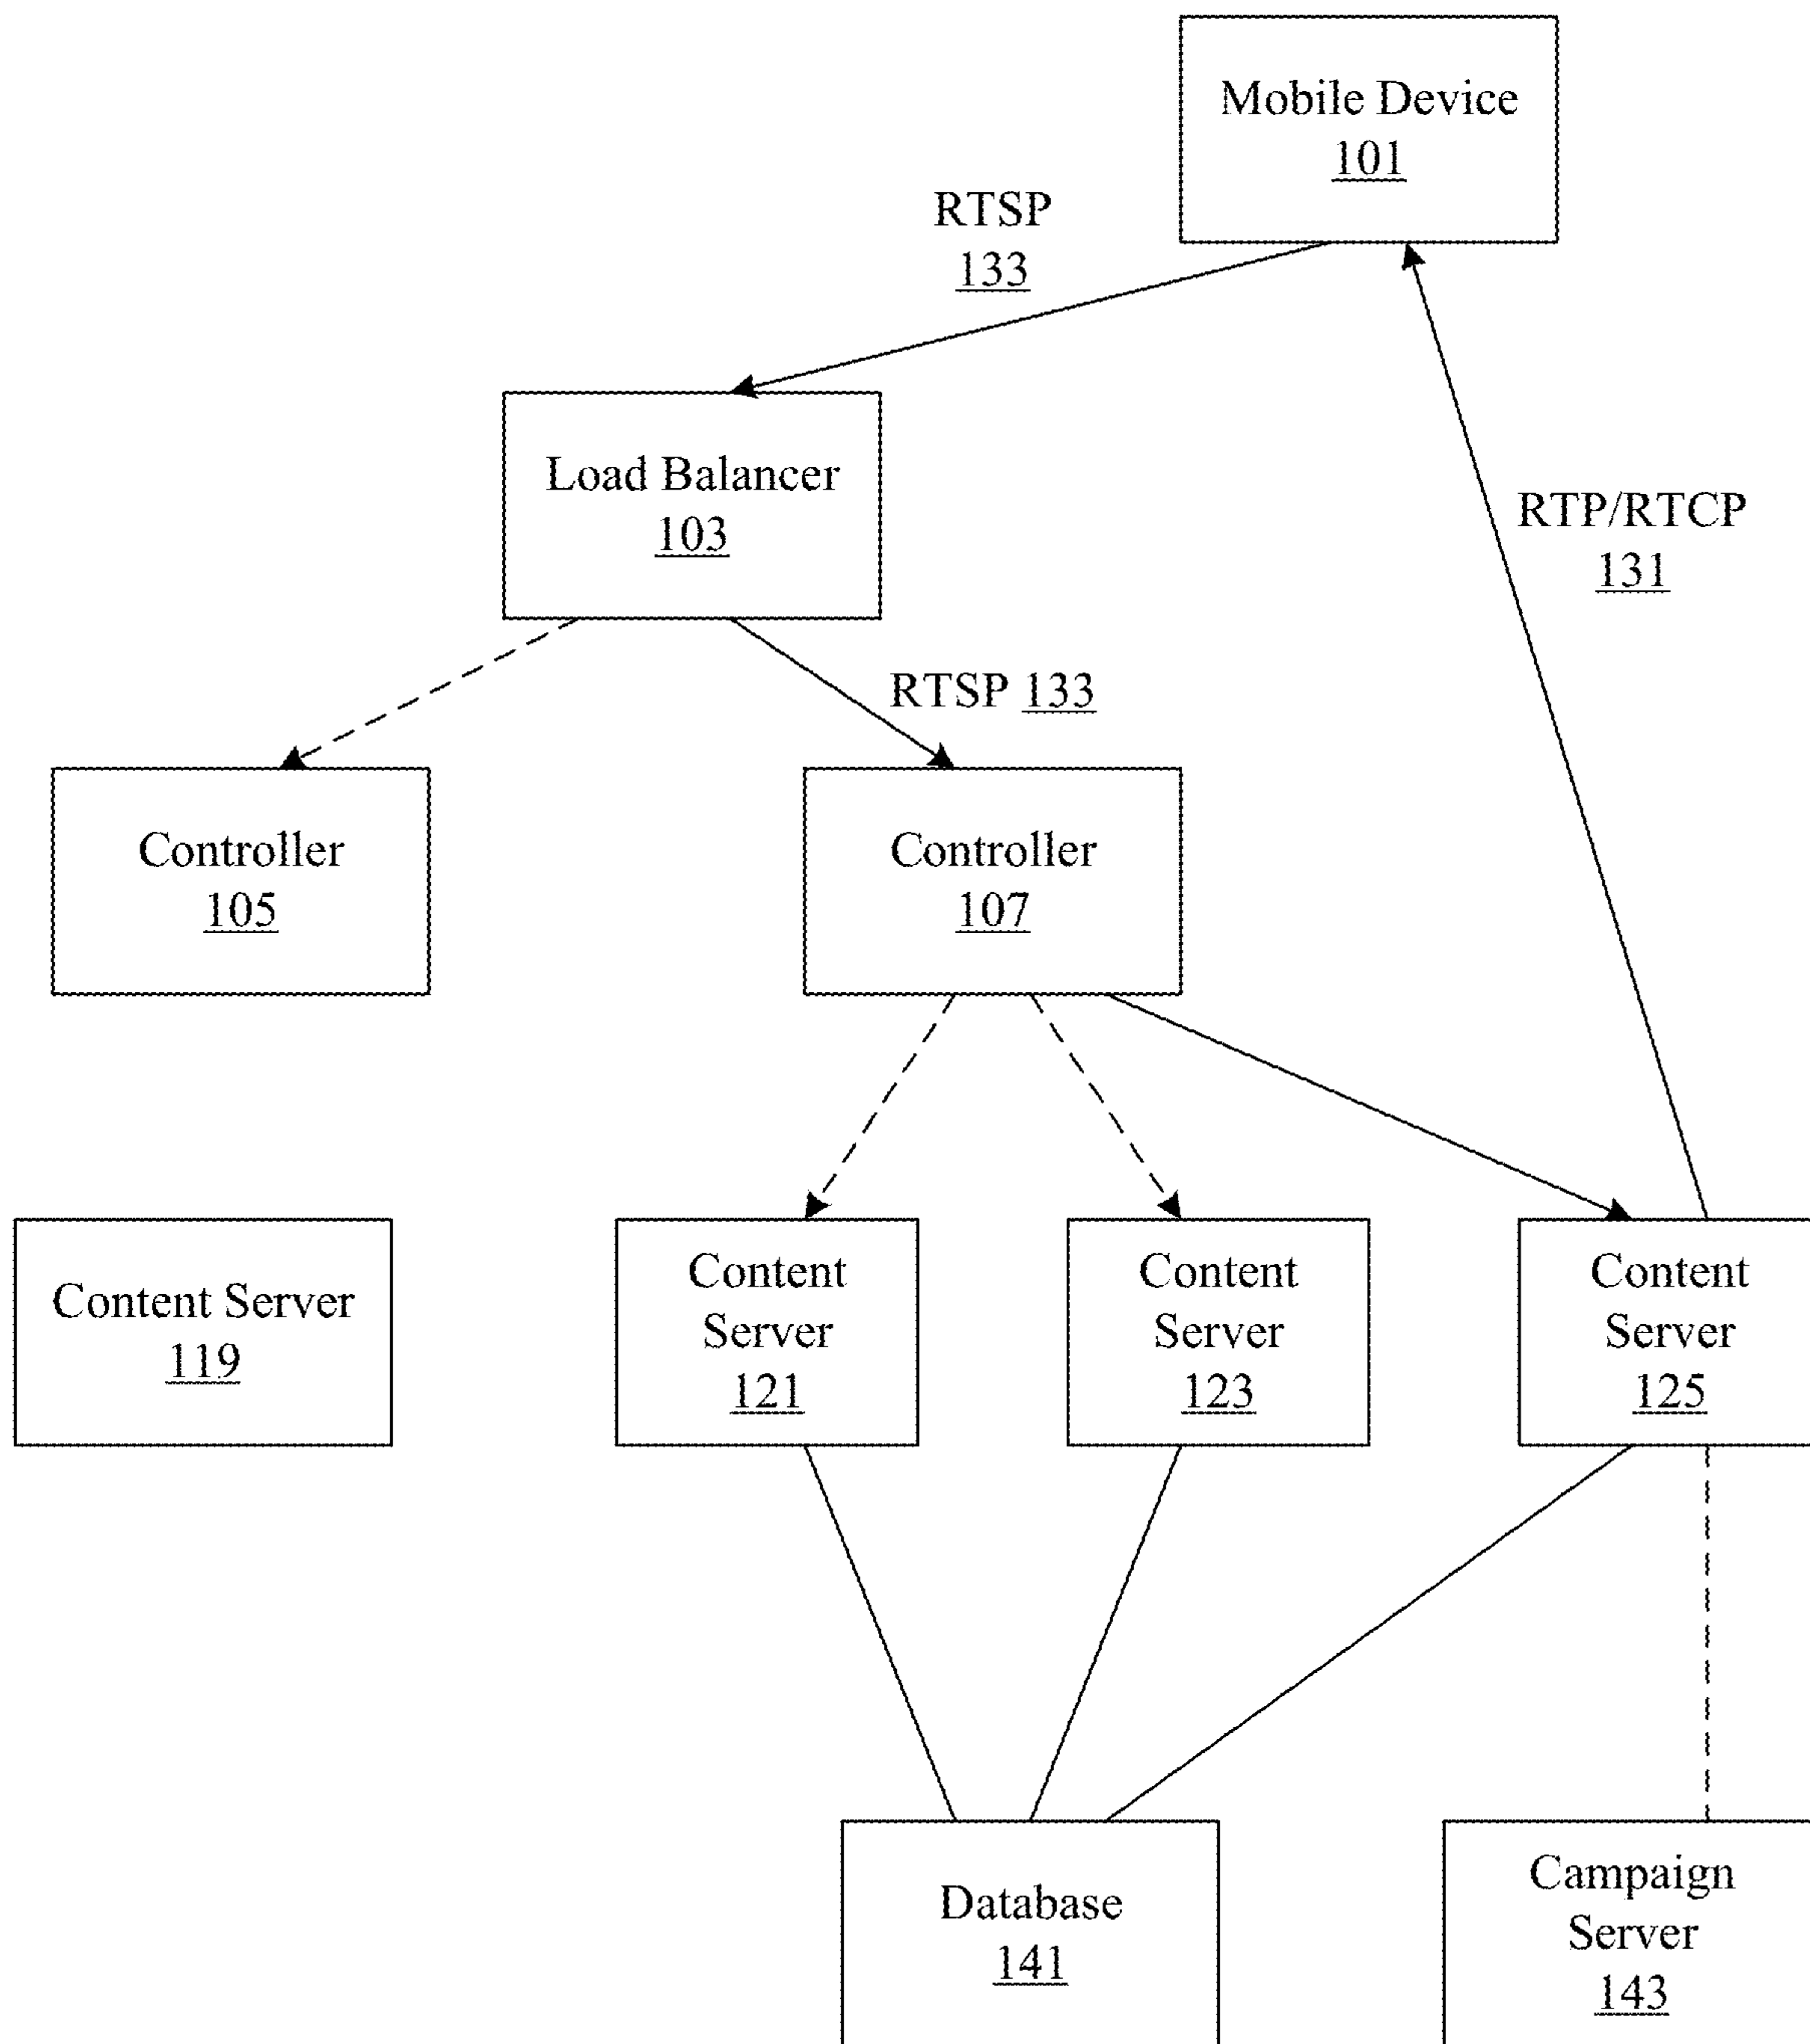 Mobile Device
101
RTSP
133
Load Balancer
103
RTP/RTCP
131
RTSP 133
Controller
105
Controller
107
Content Server
119
Content
Server
121
Content
Server
123
Content
Server
125
Database
141
Campaign
Server
143